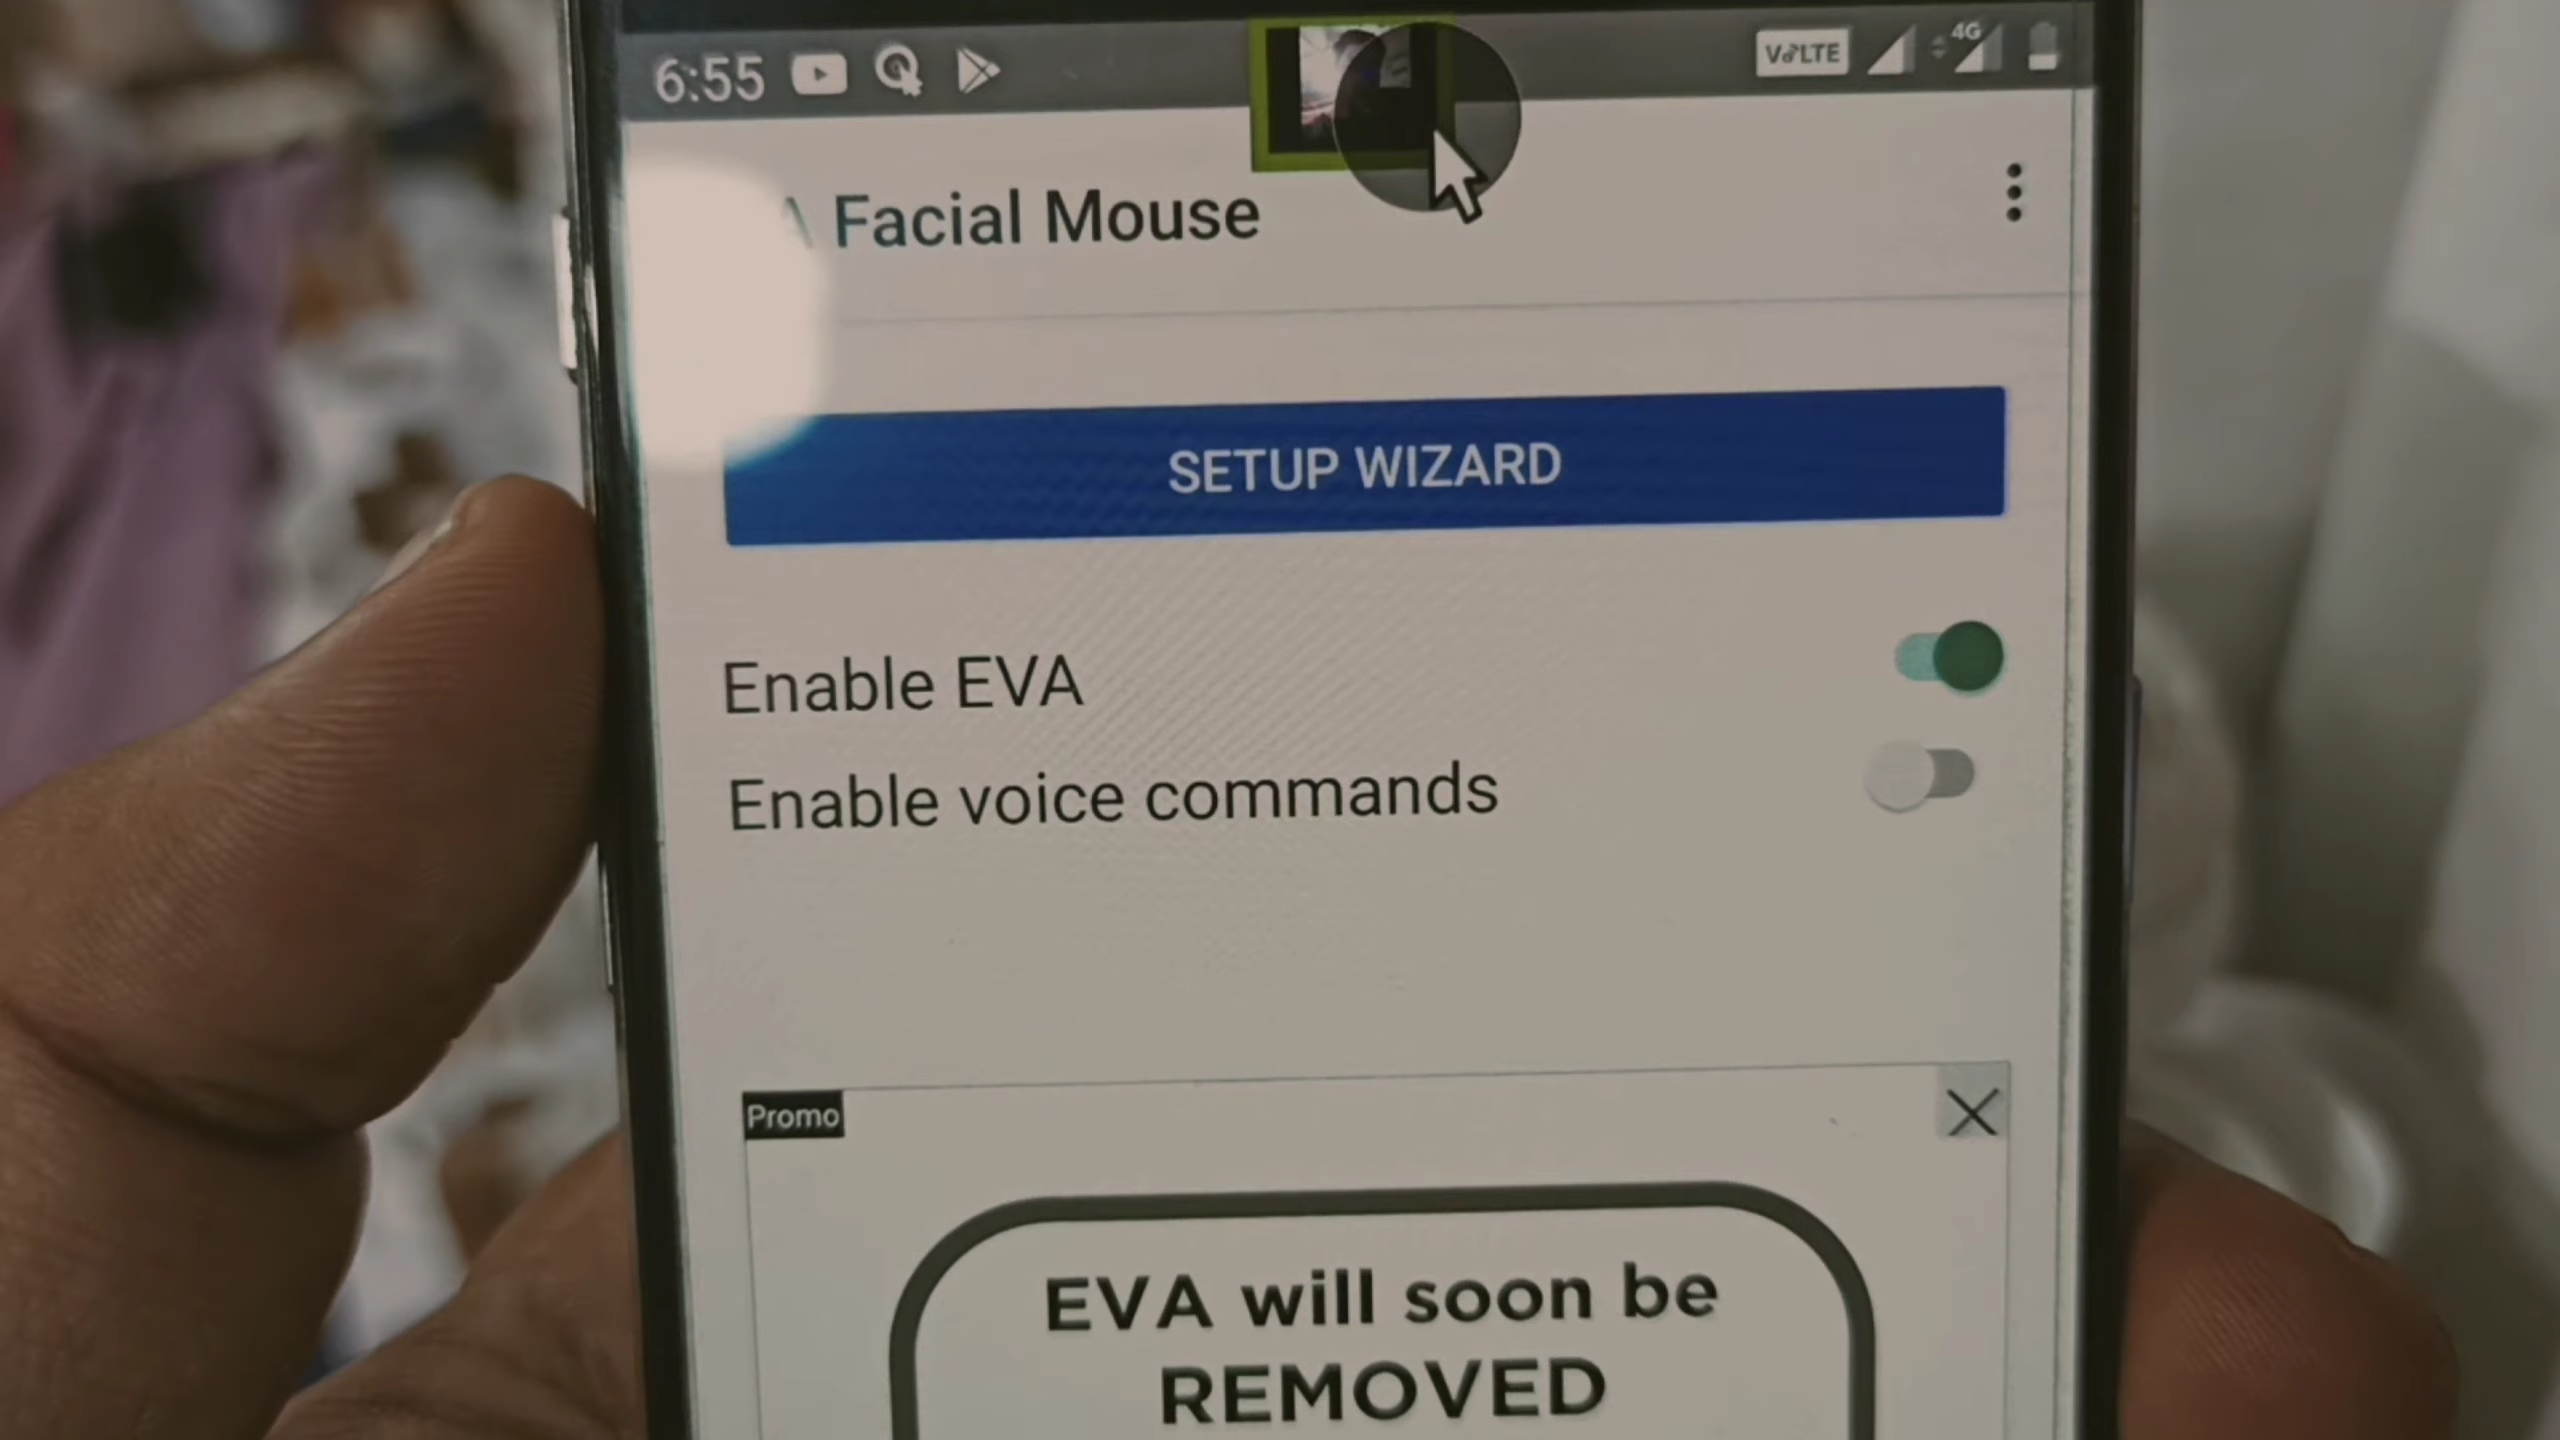 6:55 VoLTE 4G
Facial Mouse
SETUP WIZARD
Enable EVA
Enable voice commands
Promo
EVA will soon be
REMOVED